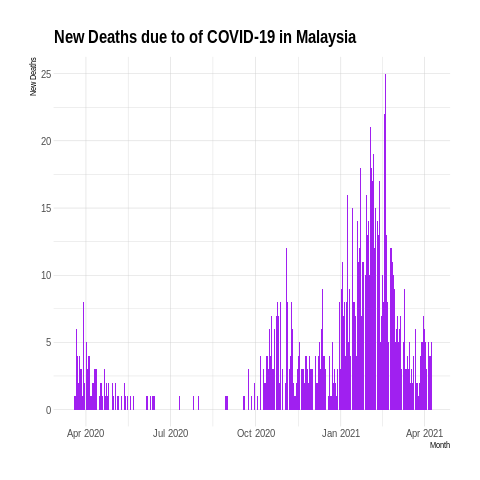 New Deaths due to of COVID-19 in Malaysia
New Deaths
25
20
15
10
5
0
Apr 2020 Jul 2020 Oct 2020 Jan 2021 Apr 2021
Month